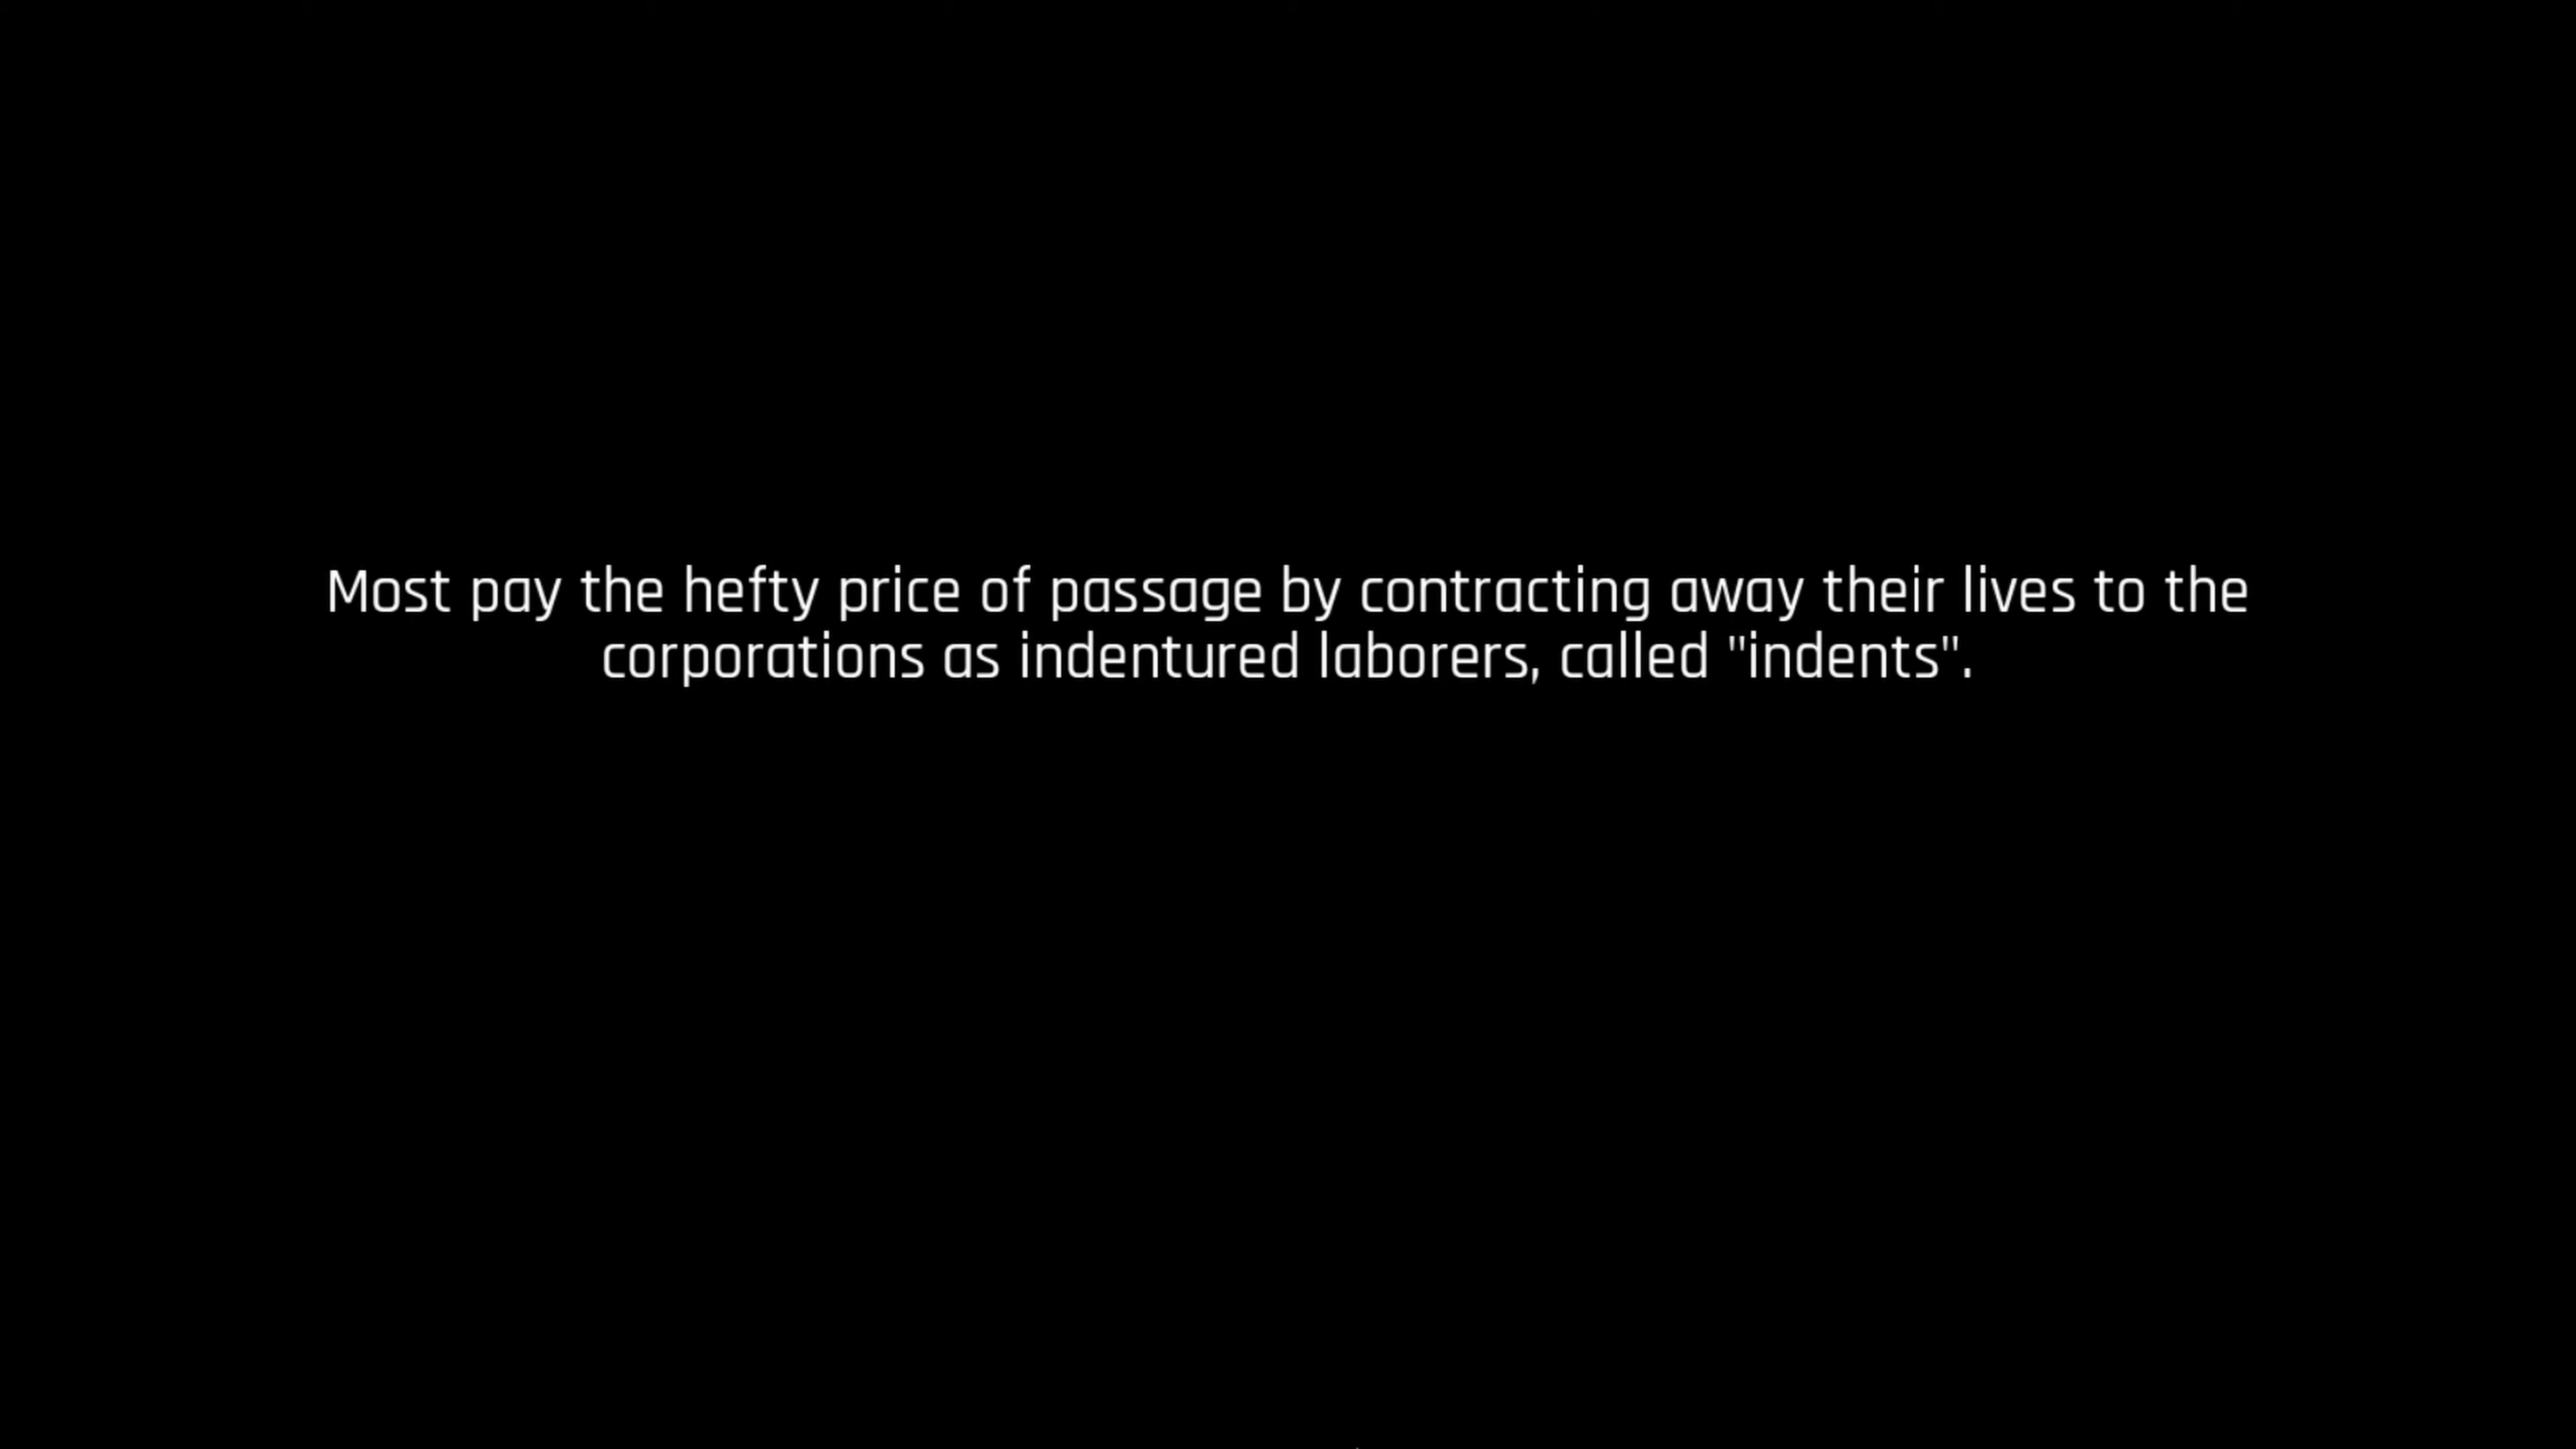 Most pay the hefty price of passage by contracting away their lives to the
corporations as indentured laborers, called "indents".